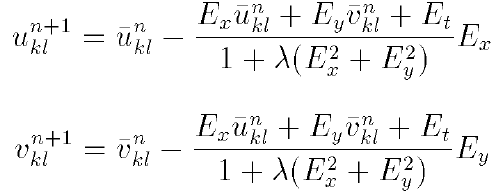 u_{kl}^{n+1} = \bar{u}_{kl}^{n} - \frac{E_x \bar{u}_{kl}^{n} + E_y \bar{v}_{kl}^{n} + E_t}{1 + \lambda(E_x^2 + E_y^2)} E_x
v_{kl}^{n+1} = \bar{v}_{kl}^{n} - \frac{E_x \bar{u}_{kl}^{n} + E_y \bar{v}_{kl}^{n} + E_t}{1 + \lambda(E_x^2 + E_y^2)} E_y